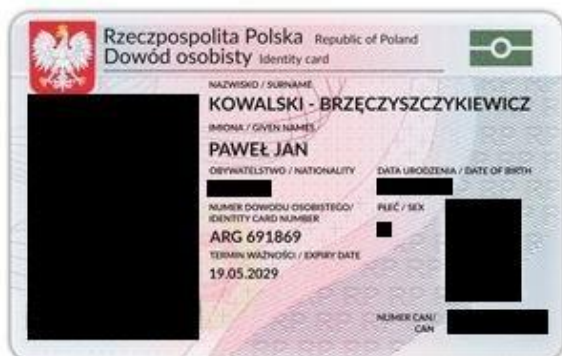 Rzeczpospolita Polska Republic of Poland
Dowód osobisty Identity card
NAZWISKO / SURNAME
KOWALSKI - BRZĘCZYSZCZYKIEWICZ
IMIONA / GIVEN NAMES
PAWEŁ JAN
OBYWATELSTWO / NATIONALITY DATA URODZENIA / DATE OF BIRTH
NUMER DOWODU OSOBISTEGO/ PŁEĆ / SEX
IDENTITY CARD NUMBER
ARG 691869
TERMIN WAŻNOŚCI / EXPIRY DATE
19.05.2029
NUMER CAN/
CAN